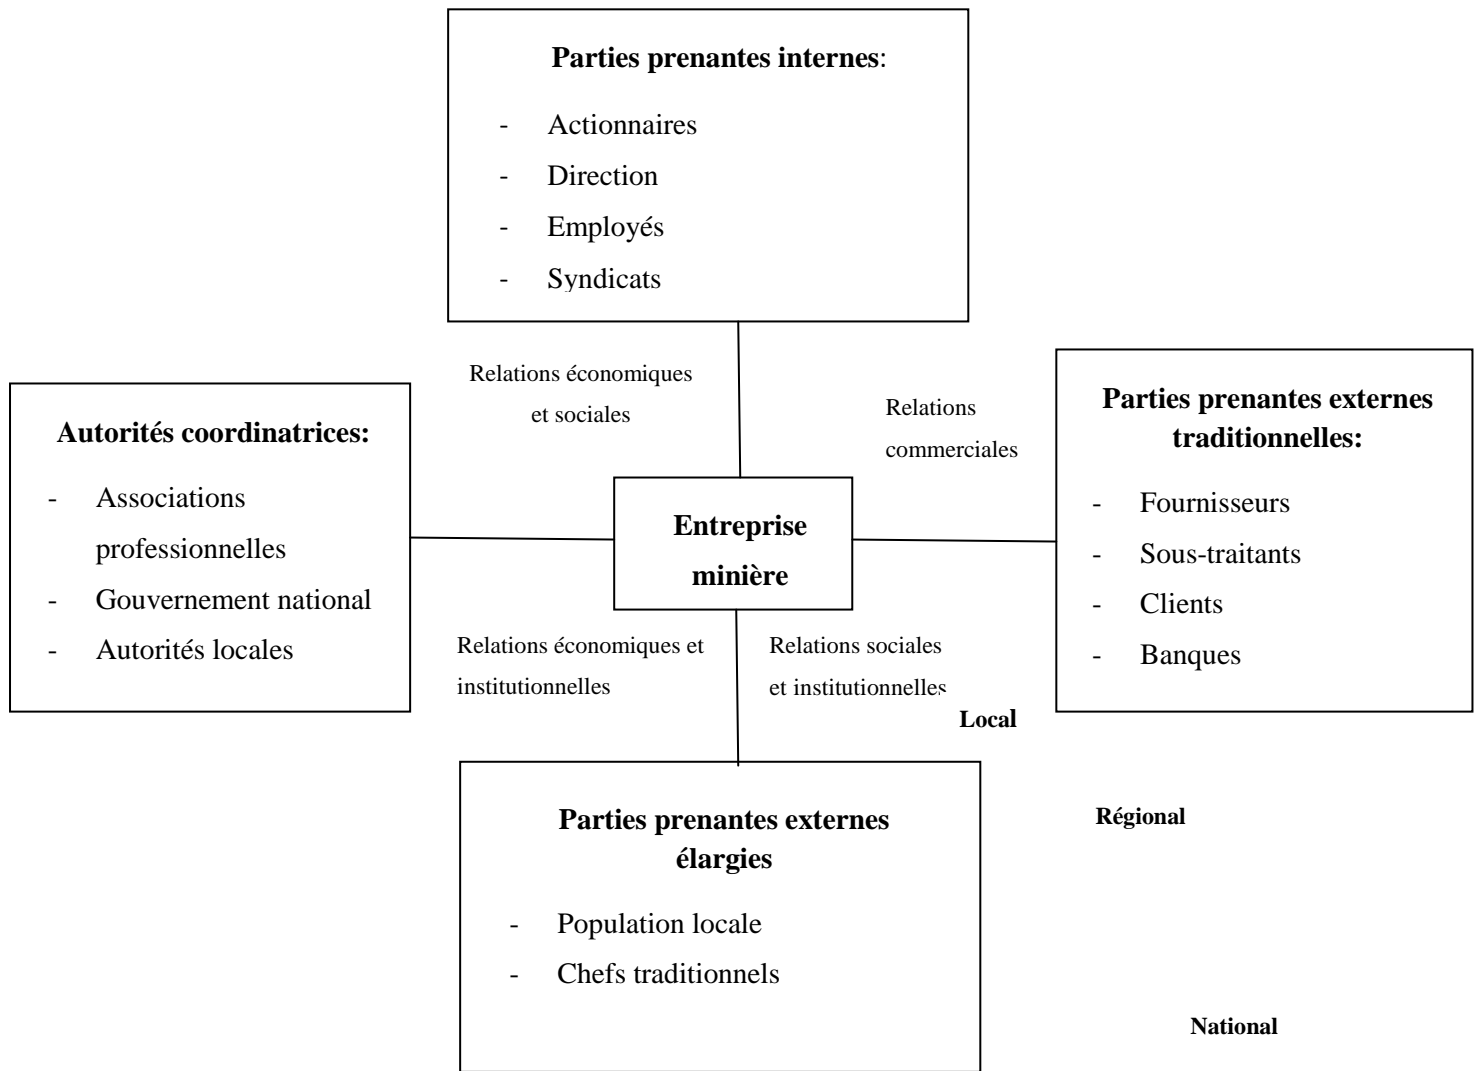 Parties prenantes internes:
- Actionnaires
- Direction
- Employés
- Syndicats
Relations économiques
et sociales
Relations
commerciales
Autorités coordinatrices:
- Associations
professionnelles
- Gouvernement national
- Autorités locales
Entreprise
minière
Parties prenantes externes
traditionnelles:
- Fournisseurs
- Sous-traitants
- Clients
- Banques
Relations économiques et
institutionnelles
Relations sociales
et institutionnelles
Local
Régional
National
Parties prenantes externes
élargies
- Population locale
- Chefs traditionnels